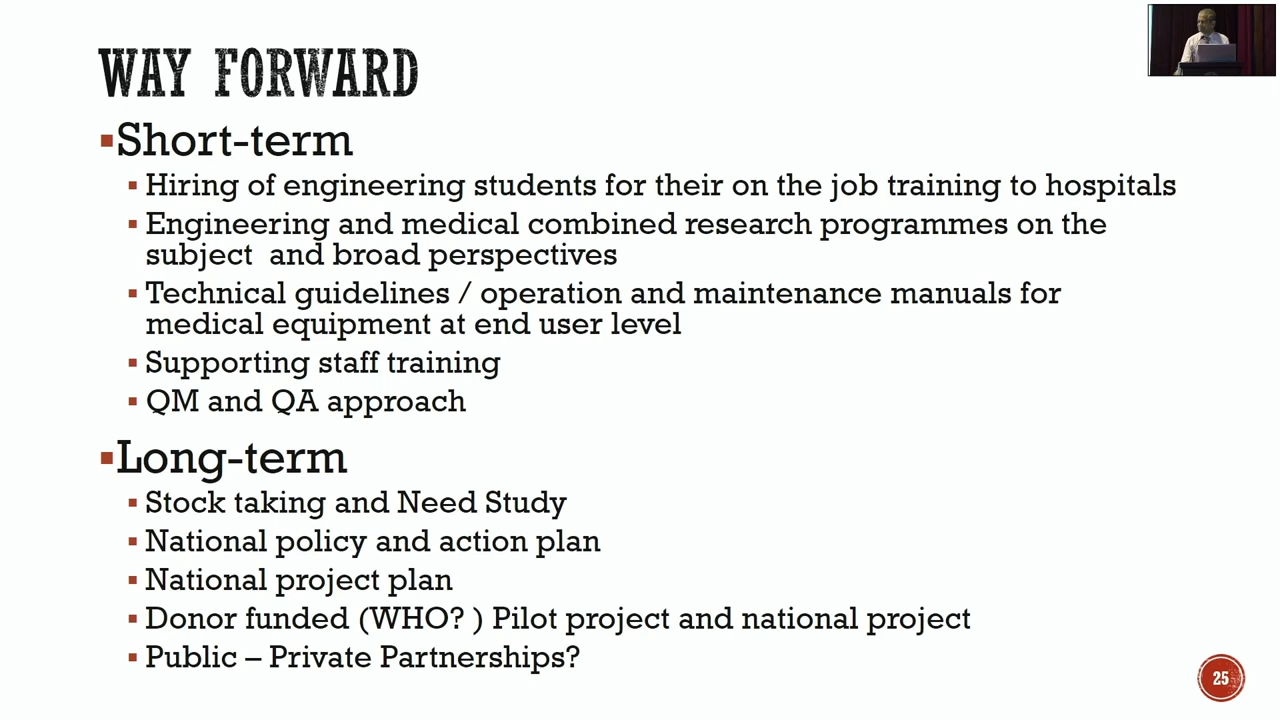 WAY FORWARD
▪Short-term
▪ Hiring of engineering students for their on the job training to hospitals
▪ Engineering and medical combined research programmes on the
subject  and broad perspectives
▪ Technical guidelines / operation and maintenance manuals for
medical equipment at end user level
▪ Supporting staff training
▪ QM and QA approach
▪Long-term
▪ Stock taking and Need Study
▪ National policy and action plan
▪ National project plan
▪ Donor funded (WHO? ) Pilot project and national project
▪ Public – Private Partnerships?
25